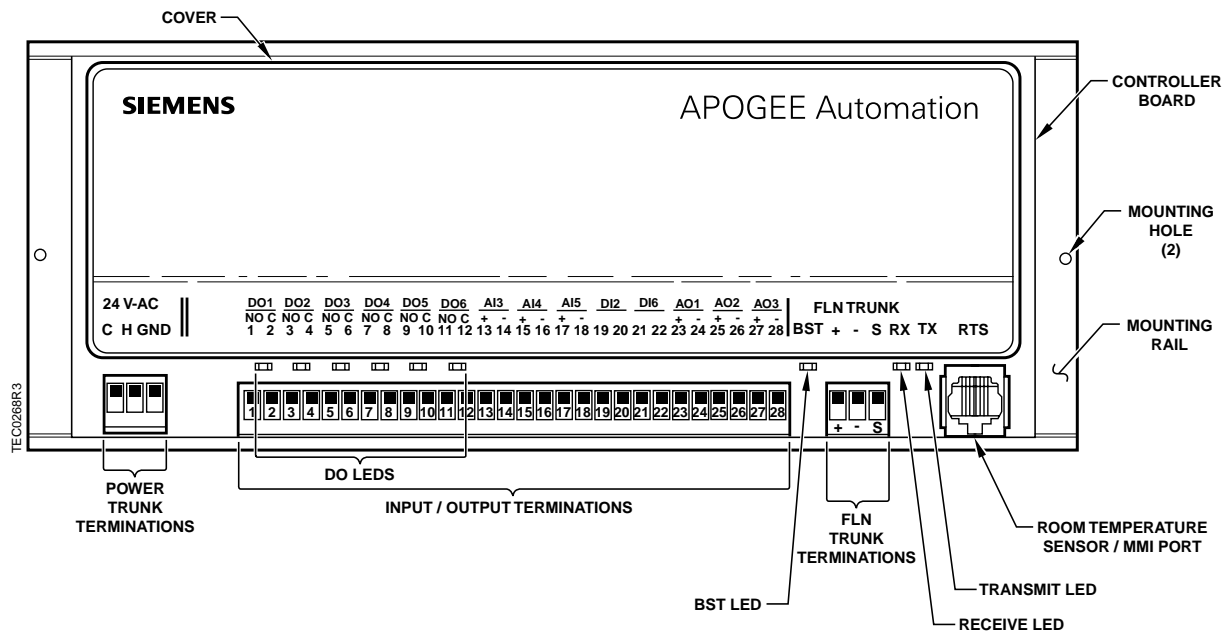 COVER
SIEMENS
APOGEE Automation
CONTROLLER
BOARD
MOUNTING
HOLE
(2)
MOUNTING
RAIL
24 V-AC
C H GND
DO1 DO2 DO3 DO4 DO5 DO6 AI3 AI4 AI5 DI2 DI6 AO1 AO2 AO3
NO C NO C NO C NO C NO C NO C + - + - + - + - + - + -
1 2 3 4 5 6 7 8 9 10 11 12 13 14 15 16 17 18 19 20 21 22 23 24 25 26 27 28
FLN TRUNK
BST + - S RX TX RTS
1 2 3 4 5 6 7 8 9 10 11 12 13 14 15 16 17 18 19 20 21 22 23 24 25 26 27 28
+ - S
TEC0268R3
DO LEDS
POWER
TRUNK
TERMINATIONS
INPUT / OUTPUT TERMINATIONS
FLN
TRUNK
TERMINATIONS
ROOM TEMPERATURE
SENSOR / MMI PORT
TRANSMIT LED
BST LED
RECEIVE LED